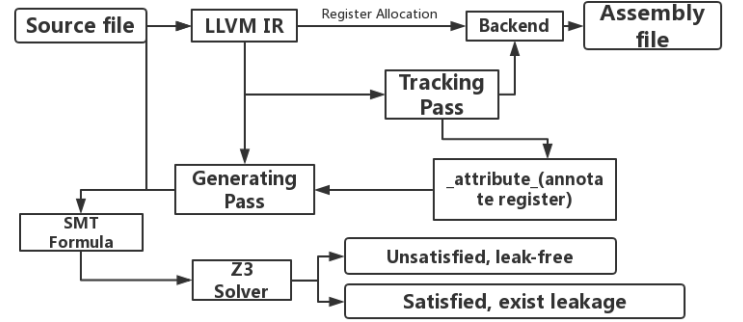 Source file
LLVM IR
Register Allocation
Backend
Assembly
file
Tracking
Pass
Generating
Pass
_attribute_(annota
te register)
SMT
Formula
Z3
Solver
Unsatisfied, leak-free
Satisfied, exist leakage